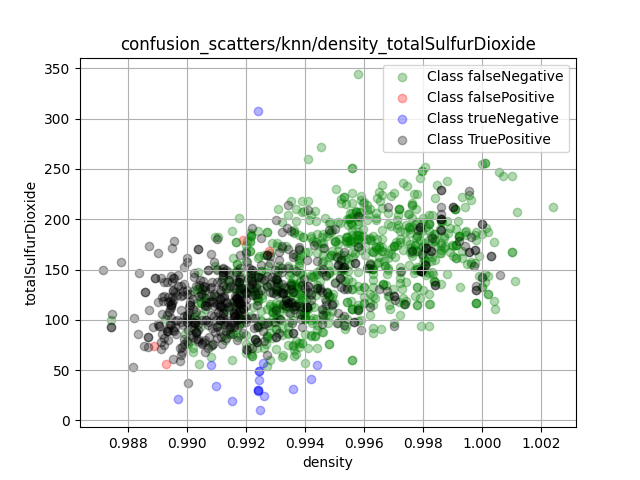 confusion_scatters/knn/density_totalSulfurDioxide
350
300
250
200
150
100
50
0
totalSulfurDioxide
Class falseNegative
Class falsePositive
Class trueNegative
Class TruePositive
0.988 0.990 0.992 0.994 0.996 0.998 1.000 1.002
density